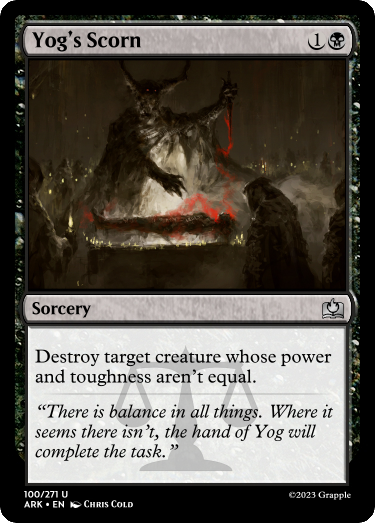 Yog's Scorn 1
Sorcery
Destroy target creature whose power
and toughness aren't equal.
“There is balance in all things. Where it
seems there isn't, the hand of Yog will
complete the task.”
100/271 U
ARK • EN Chris Cold
©2023 Grapple